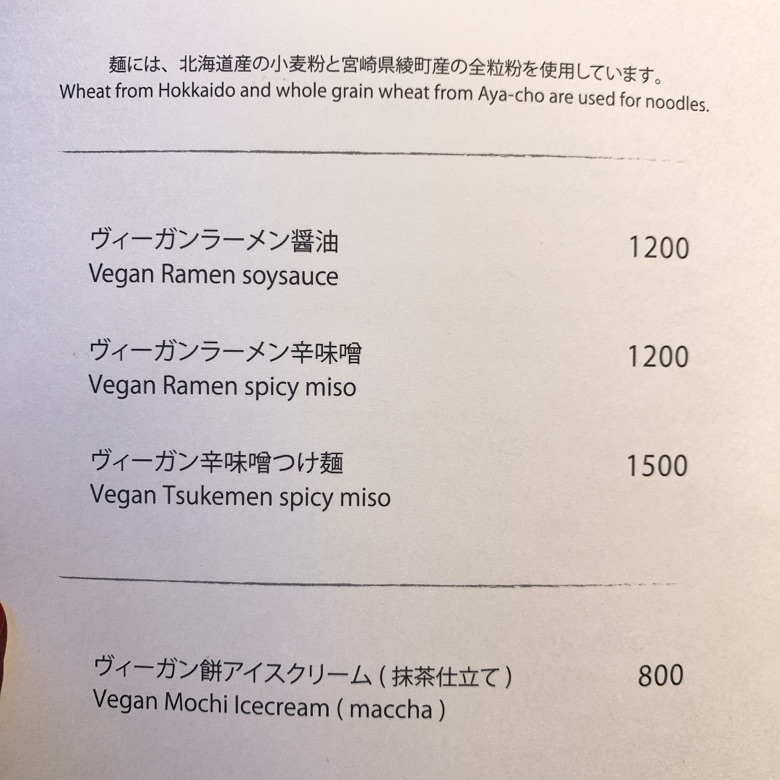 麺には、北海道産の小麦粉と宮崎県綾町産の全粒粉を使用しています。
Wheat from Hokkaido and whole grain wheat from Aya-cho are used for noodles.
ヴィーガンラーメン醤油 1200
Vegan Ramen soysauce
ヴィーガンラーメン辛味噌 1200
Vegan Ramen spicy miso
ヴィーガン辛味噌つけ麺 1500
Vegan Tsukemen spicy miso
ヴィーガン餅アイスクリーム ( 抹茶仕立て ) 800
Vegan Mochi Icecream ( maccha )